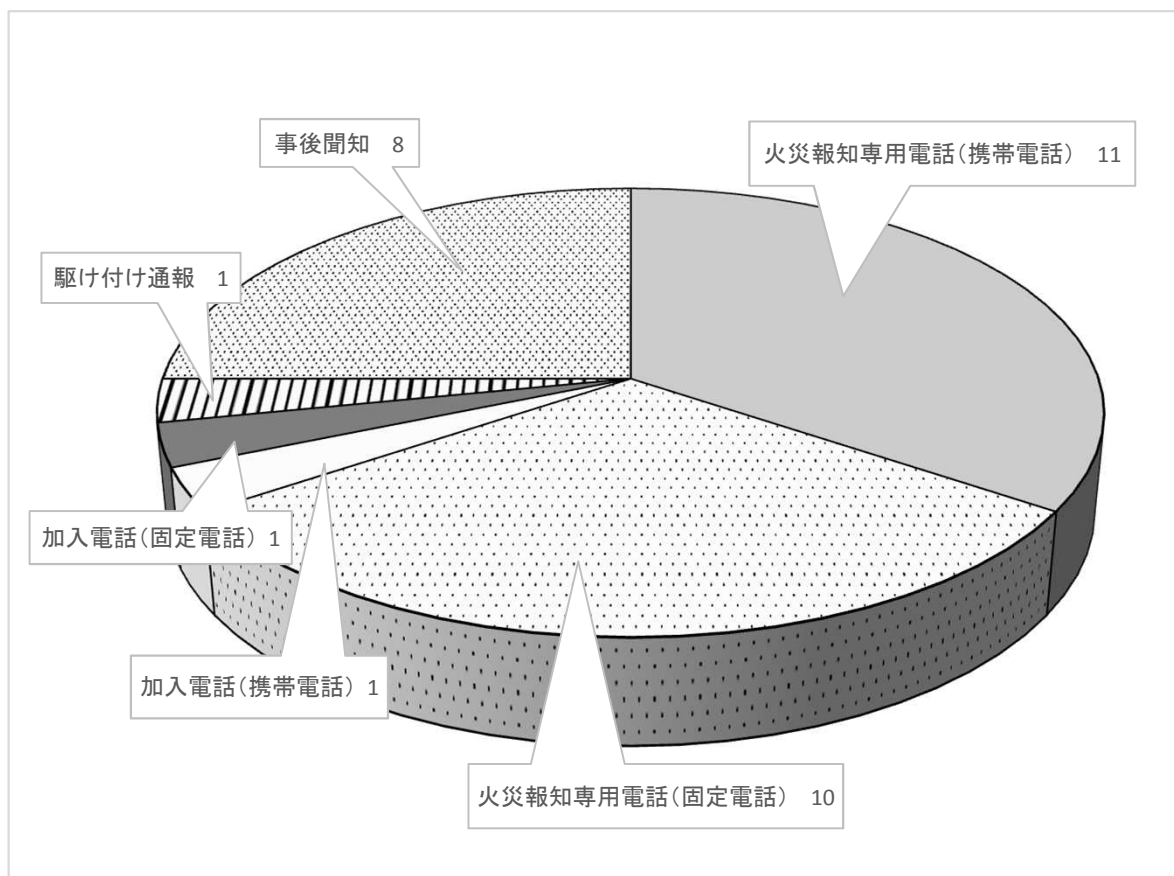 事後聞知 8
火災報知専用電話(携帯電話) 11
駆け付け通報 1
加入電話(固定電話) 1
加入電話(携帯電話) 1
火災報知専用電話(固定電話) 10